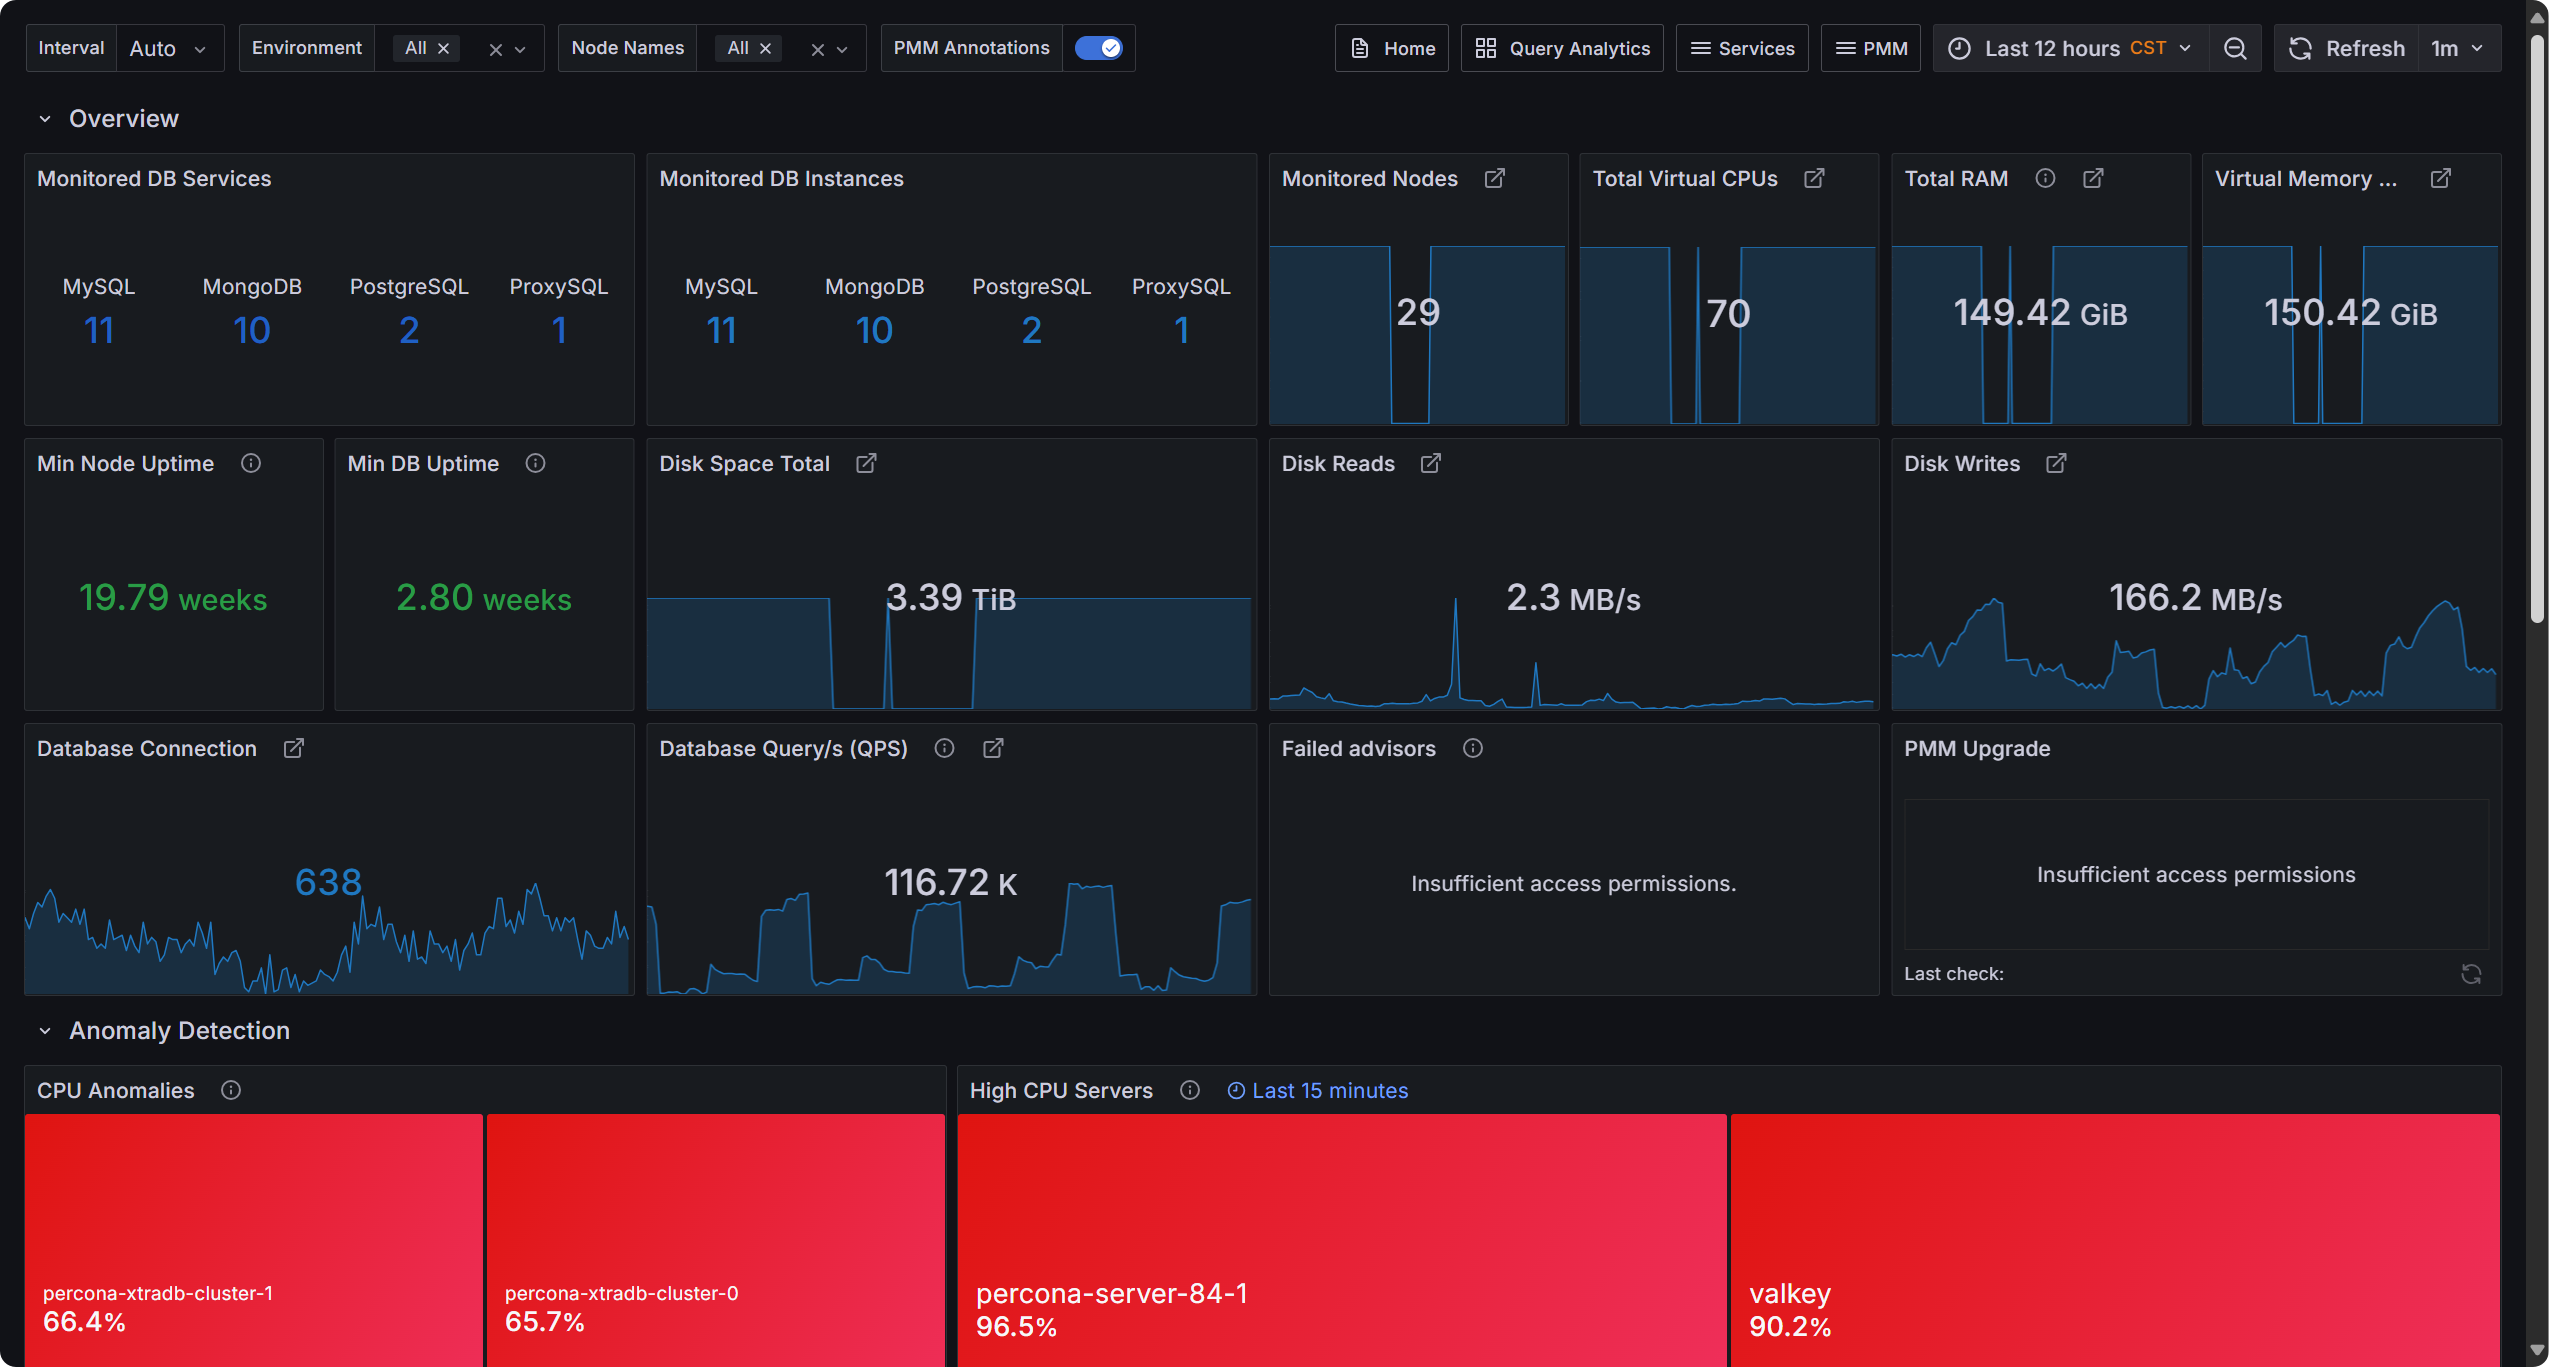 Interval Auto Environment All Node Names All PMM Annotations Home Query Analytics Services PMM Last 12 hours CST Refresh 1m
Overview
Monitored DB Services
MySQL MongoDB PostgreSQL ProxySQL
11 10 2 1
Monitored DB Instances
MySQL MongoDB PostgreSQL ProxySQL
11 10 2 1
Monitored Nodes
29
Total Virtual CPUs
70
Total RAM
149.42 GiB
Virtual Memory ...
150.42 GiB
Min Node Uptime
19.79 weeks
Min DB Uptime
2.80 weeks
Disk Space Total
3.39 TiB
Disk Reads
2.3 MB/s
Disk Writes
166.2 MB/s
Database Connection
638
Database Query/s (QPS)
116.72 K
Failed advisors
Insufficient access permissions.
PMM Upgrade
Insufficient access permissions
Last check:
Anomaly Detection
CPU Anomalies
percona-xtradb-cluster-1
66.4%
percona-xtradb-cluster-0
65.7%
High CPU Servers Last 15 minutes
percona-server-84-1
96.5%
valkey
90.2%